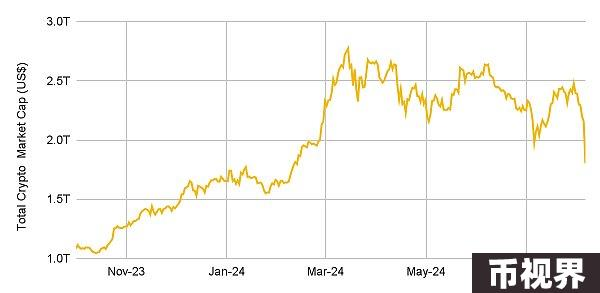 Total Crypto Market Cap (US$)
3.0T
2.5T
2.0T
1.5T
1.0T
Nov-23
Jan-24
Mar-24
May-24
币视界